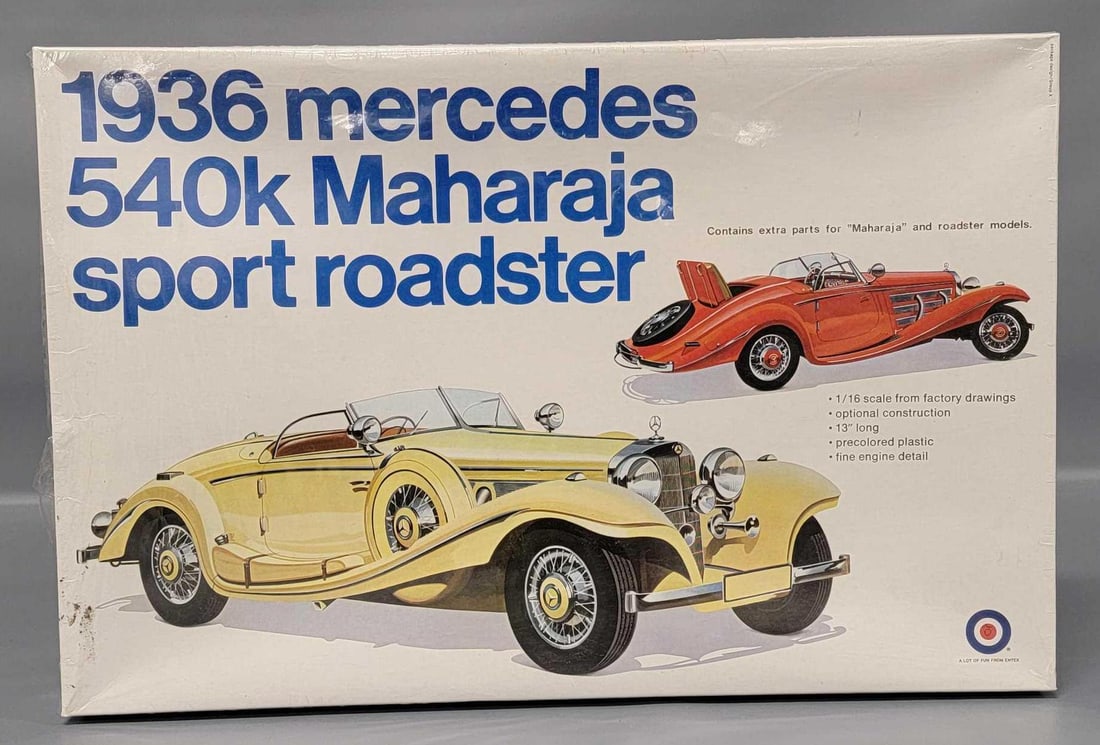 1936 mercedes
540k Maharaja
sport roadster
Contains extra parts for "Maharaja" and roadster models.
• 1/16 scale from factory drawings
• optional construction
• 13" long
• precolored plastic
• fine engine detail
®
A LOT OF FUN FROM ENTEX